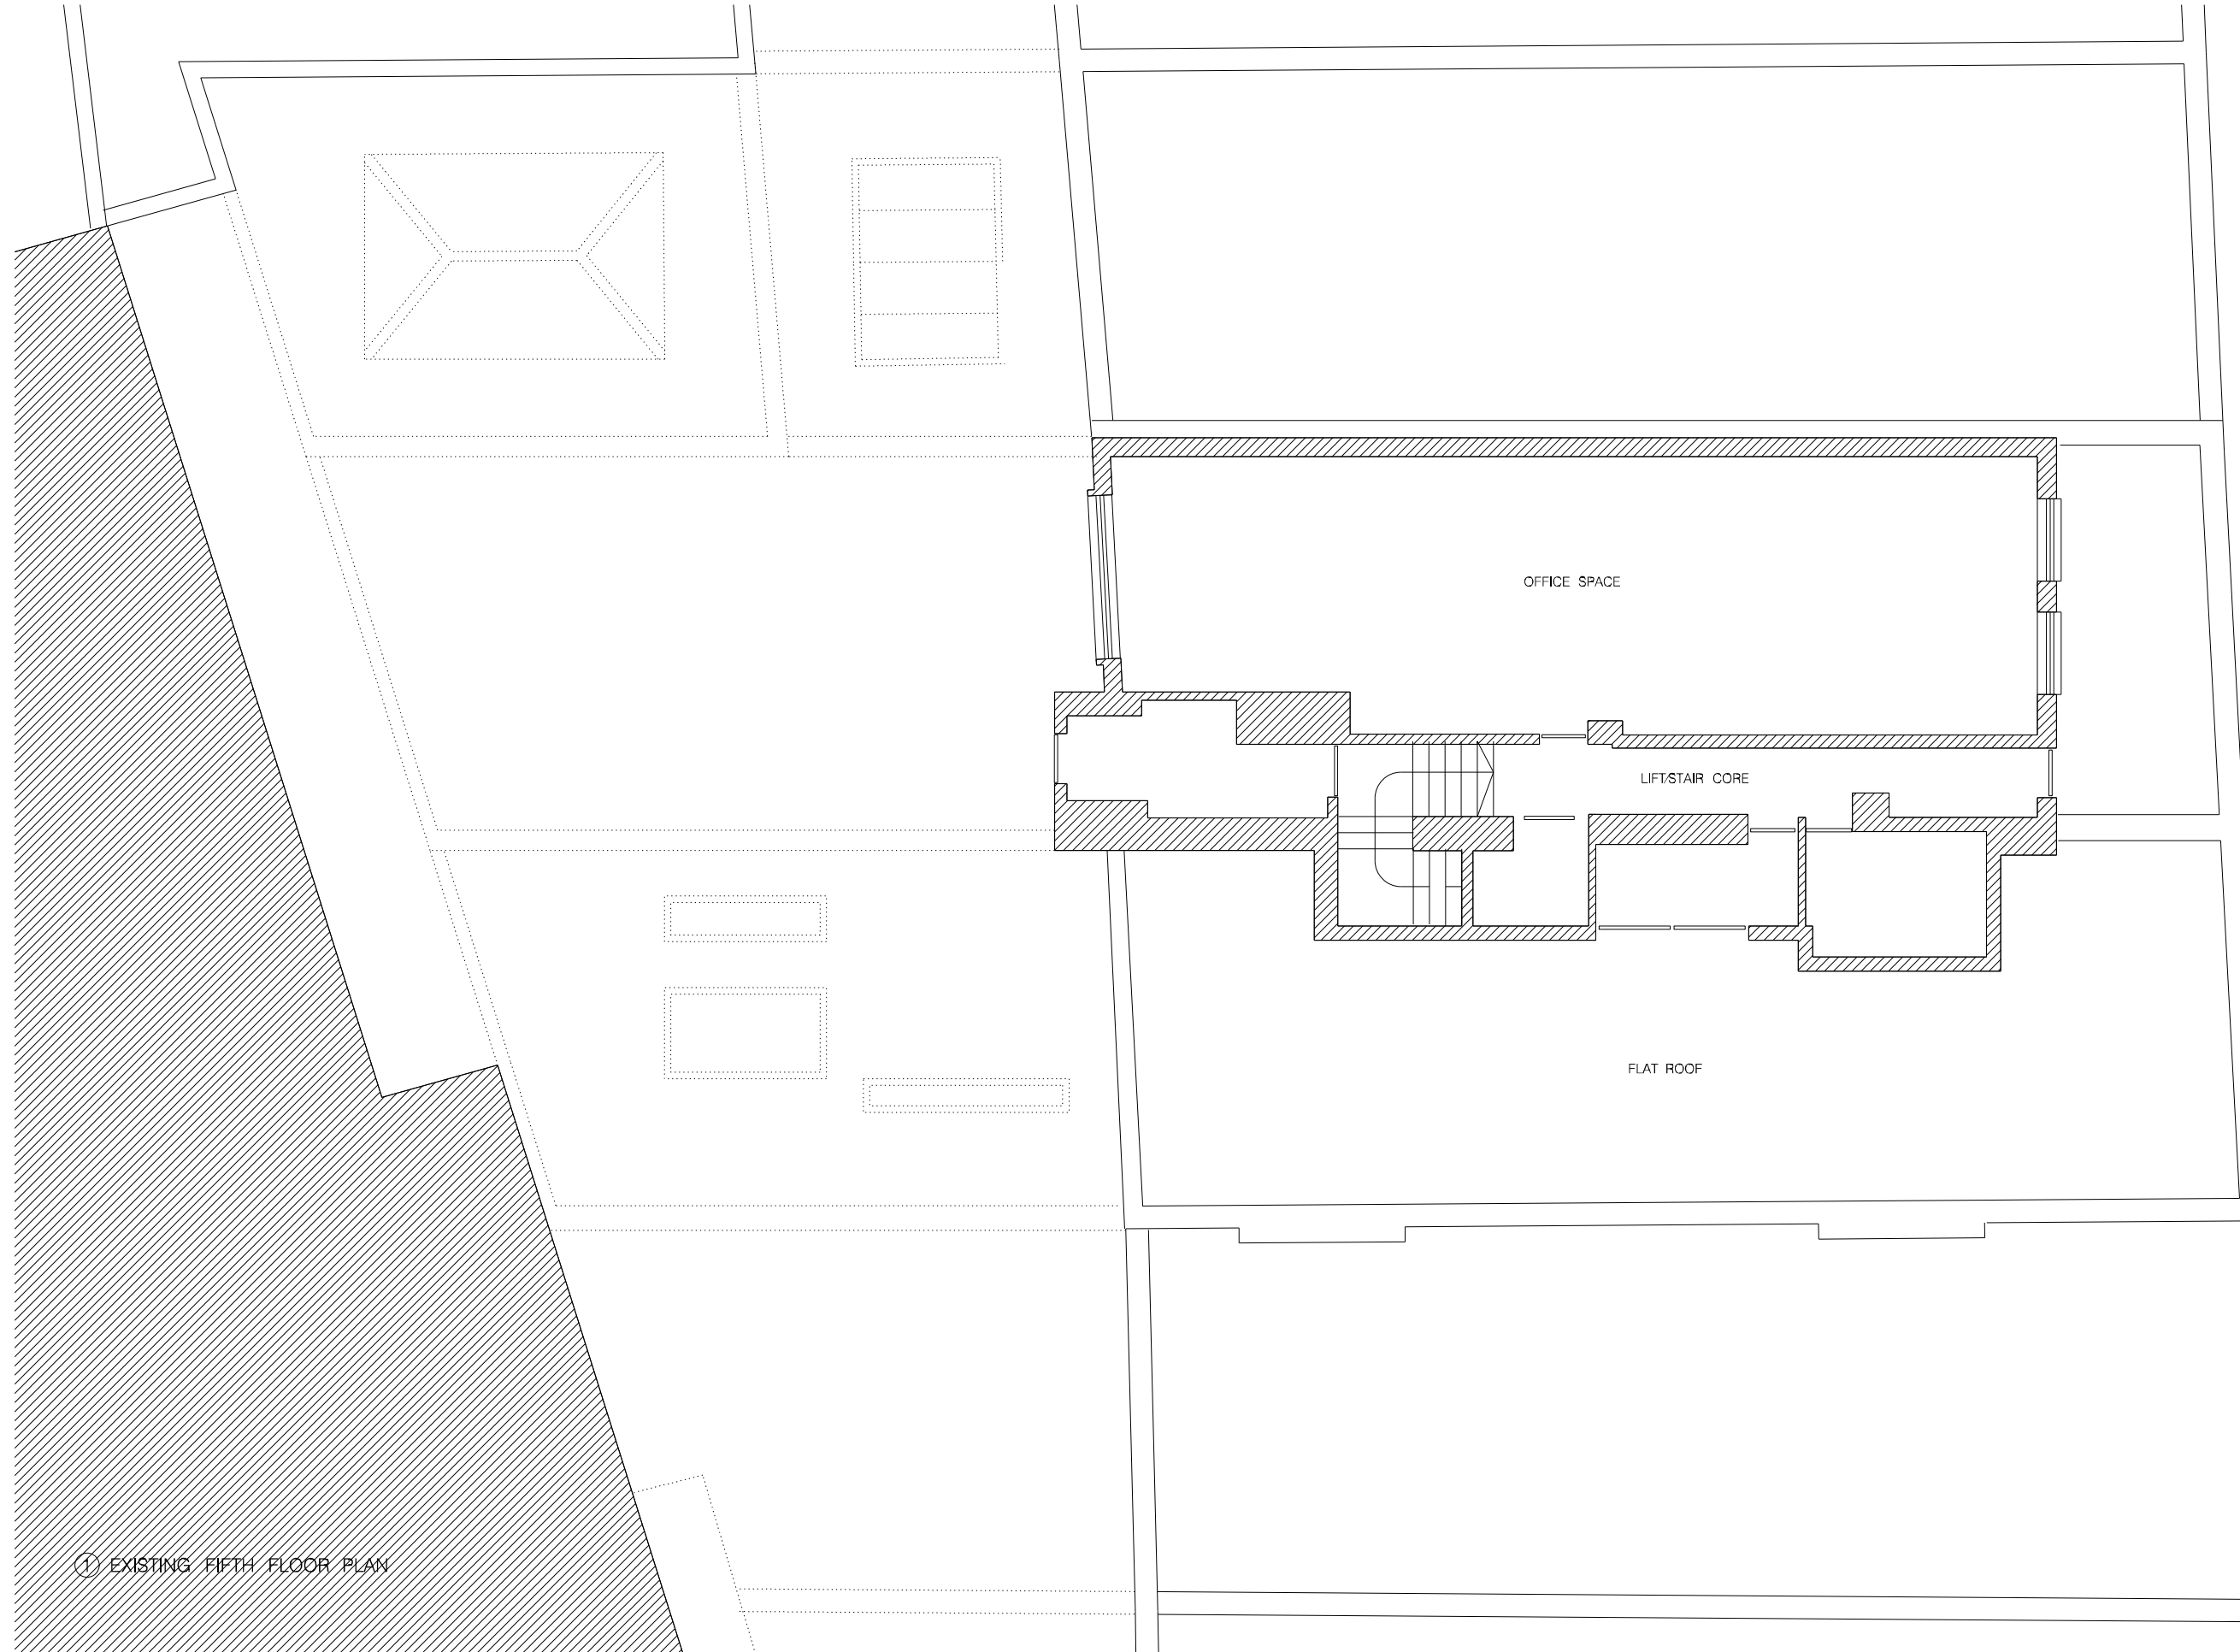 OFFICE SPACE
LIFT/STAIR CORE
FLAT ROOF
1 EXISTING FIFTH FLOOR PLAN